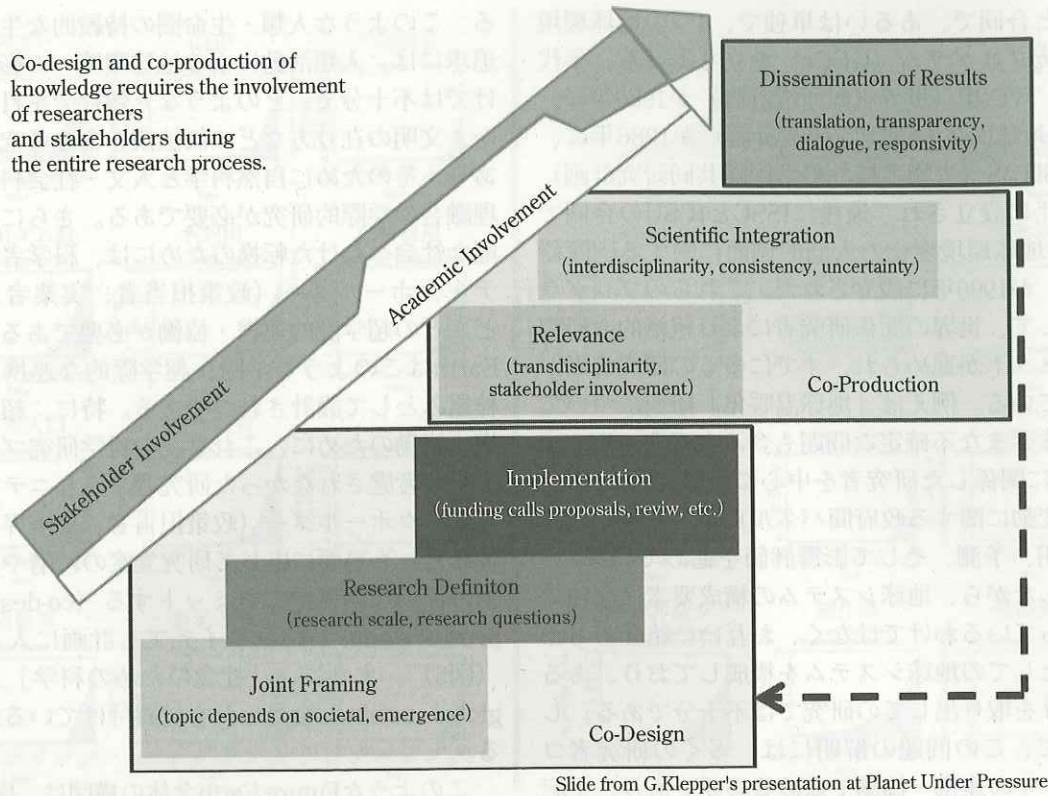 Co-design and co-production of
knowledge requires the involvement
of researchers
and stakeholders during
the entire research process.
Dissemination of Results
(translation, transparency,
dialogue, responsivity)
Academic Involvement
Stakeholder Involvement
Scientific Integration
(interdisciplinarity, consistency, uncertainty)
Relevance
(transdisciplinarity,
stakeholder involvement)
Co-Production
Implementation
(funding calls proposals, reviw, etc.)
Research Definiton
(research scale, research questions)
Joint Framing
(topic depends on societal, emergence)
Co-Design
Slide from G.Klepper's presentation at Planet Under Pressure